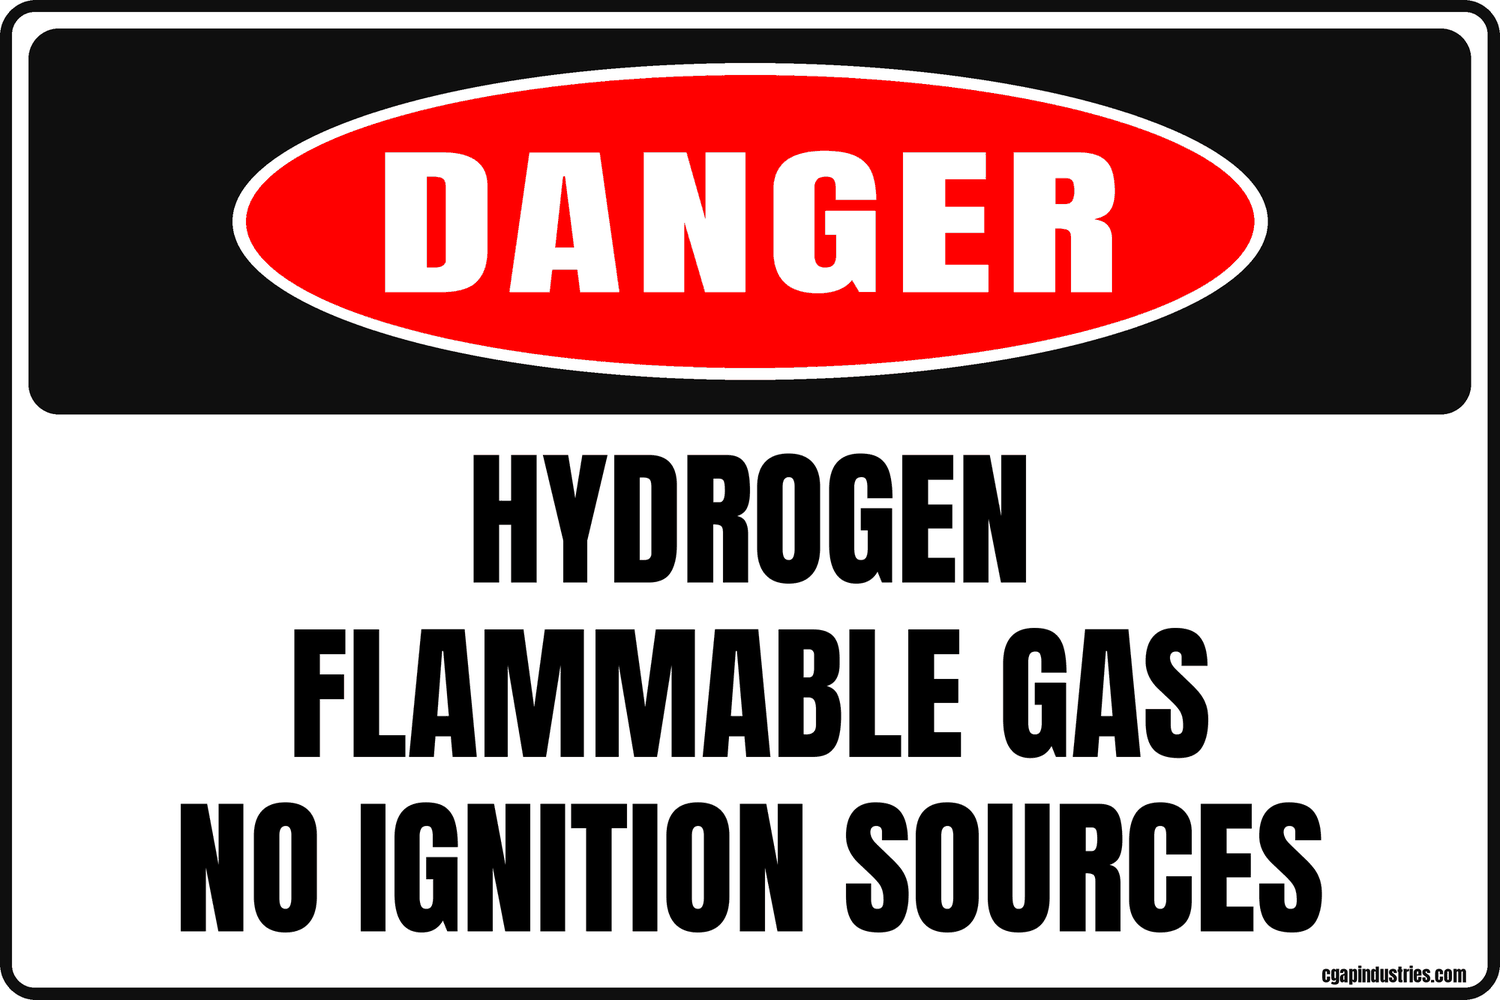 DANGER
HYDROGEN
FLAMMABLE GAS
NO IGNITION SOURCES
cgapindustries.com